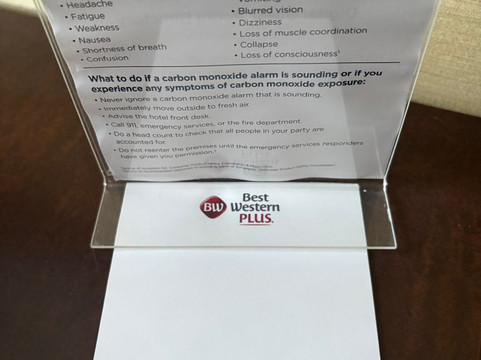 • Headache
• Fatigue
• Blurred vision
• Weakness
• Dizziness
• Nausea
• Loss of muscle coordination
• Shortness of breath
• Collapse
• Confusion
• Loss of consciousness¹
What to do if a carbon monoxide alarm is sounding or if you
experience any symptoms of carbon monoxide exposure:
• Never ignore a carbon monoxide alarm that is sounding.
• Immediately move outside to fresh air.
• Advise the hotel front desk.
• Call 911, emergency services, or the fire department.
• Do a head count to check that all people in your party are
accounted for.
• Do not reenter the premises until the emergency services responders
have given you permission.²
BW
Best
Western
PLUS.